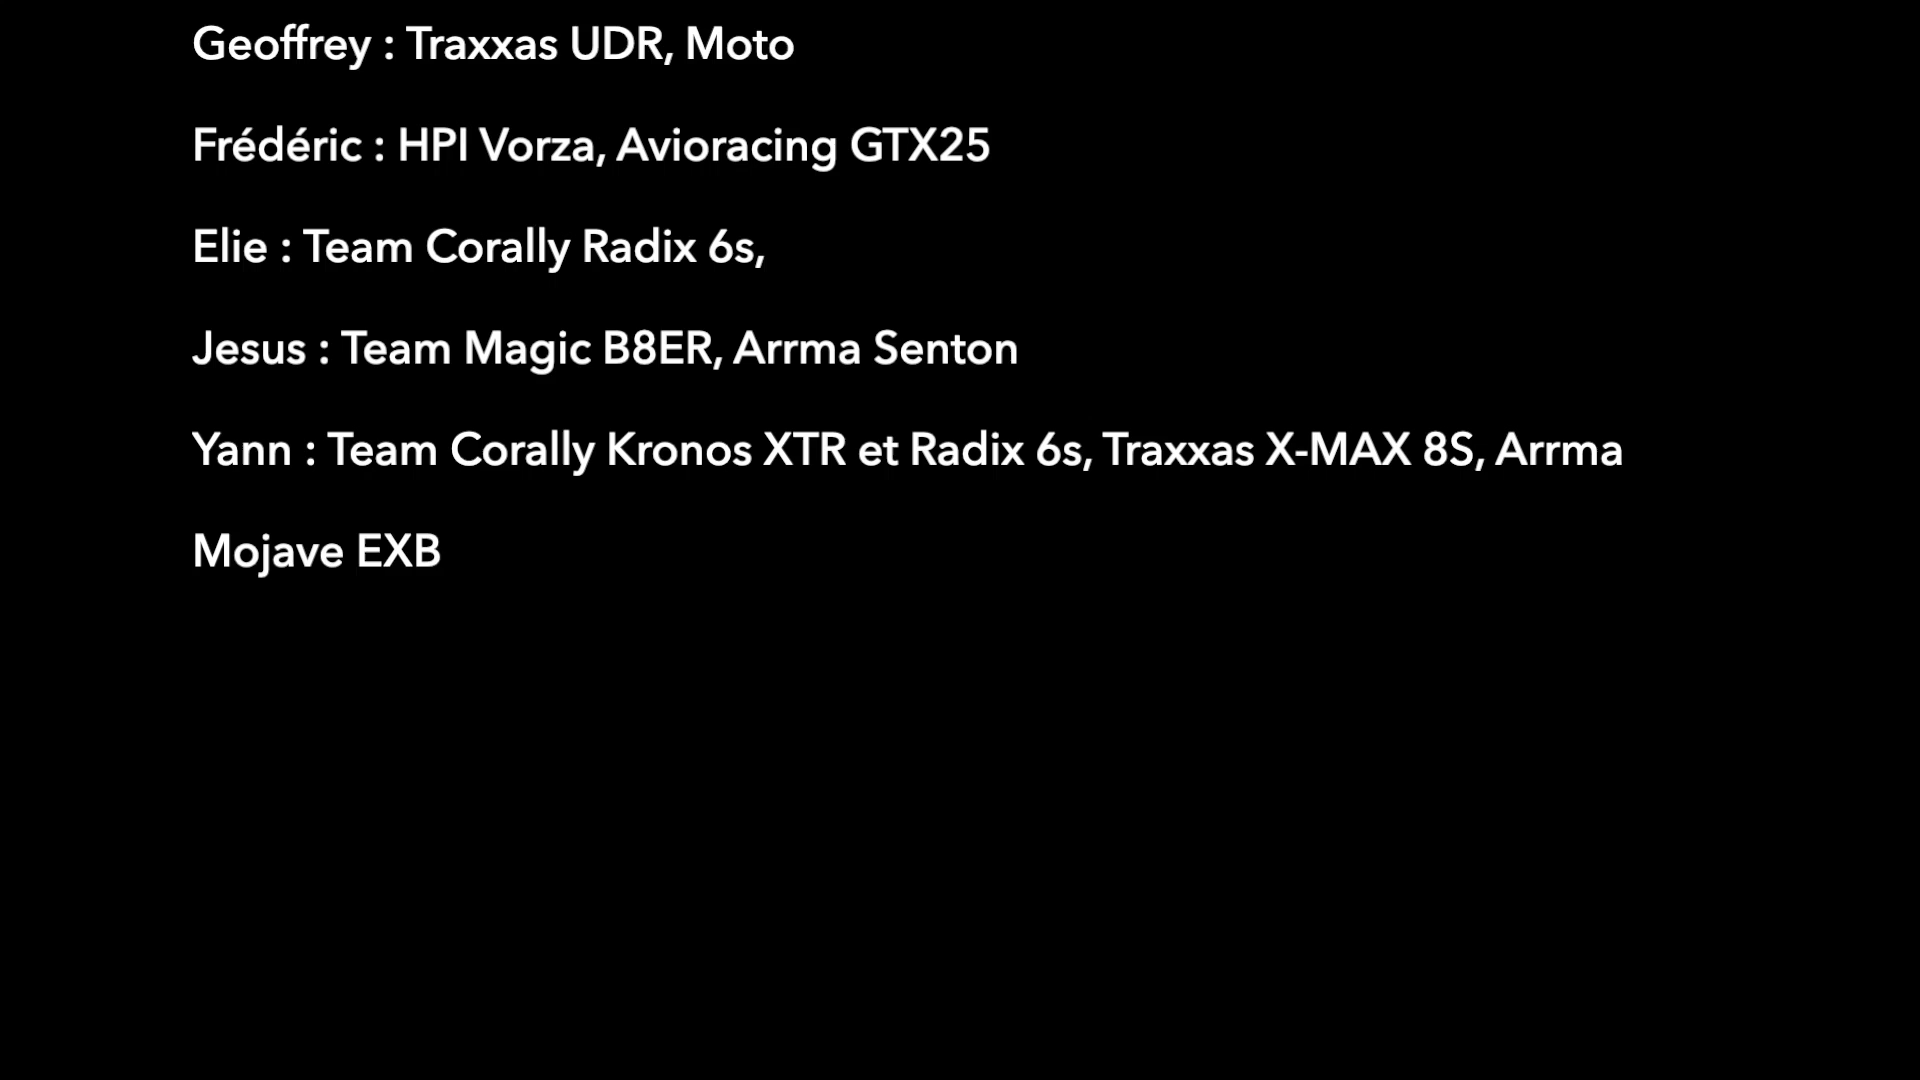 Geoffrey : Traxxas UDR, Moto
Frédéric : HPI Vorza, Avioracing GTX25
Elie : Team Corally Radix 6s,
Jesus : Team Magic B8ER, Arrma Senton
Yann : Team Corally Kronos XTR et Radix 6s, Traxxas X-MAX 8S, Arrma
Mojave EXB